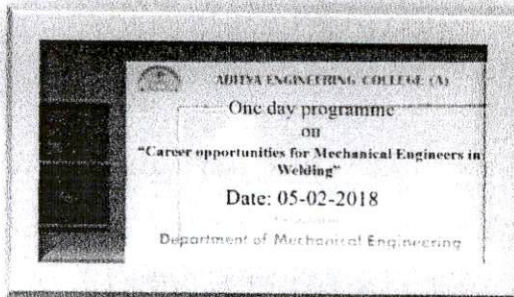 ADITYA ENGINEERING COLLEGE (A)
One day programme
on
“Career opportunities for Mechanical Engineers in
Welding”
Date: 05-02-2018
Department of Mechanical Engineering